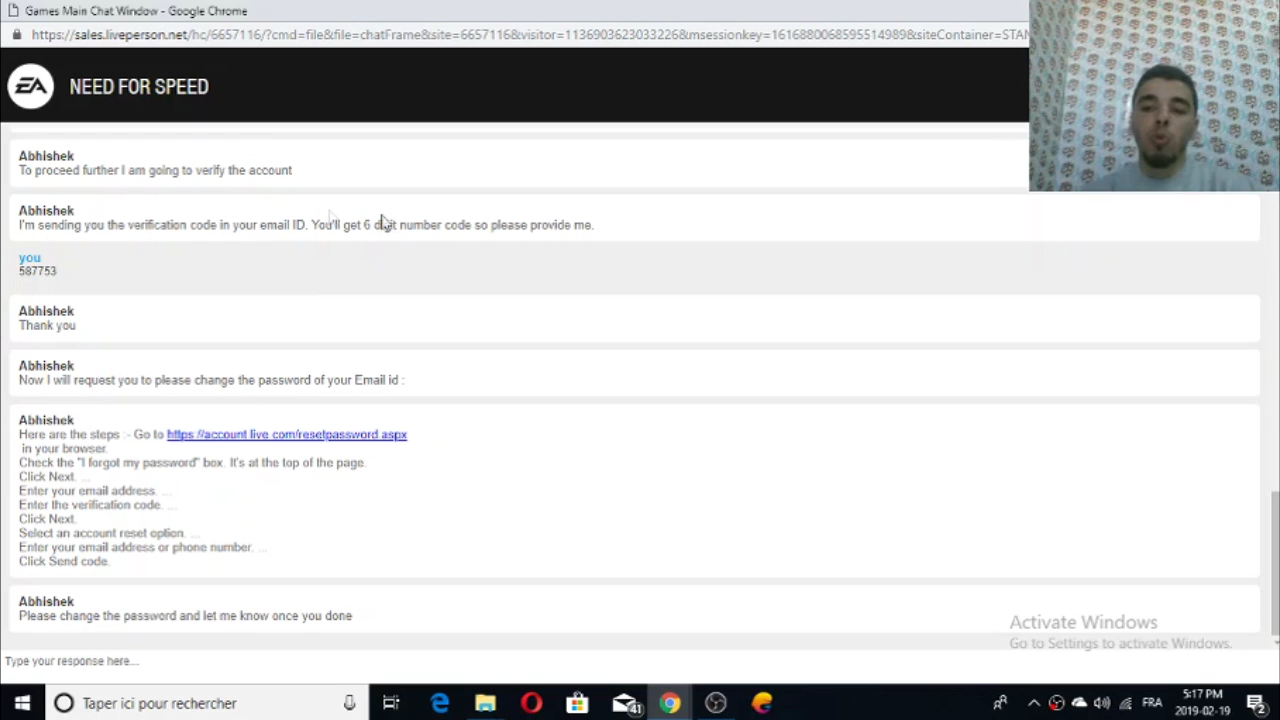 Games Main Chat Window - Google Chrome
https://sales.liveperson.net/hc/6657116/?cmd=file&file=chatFrame&site=6657116&visitor=1136903623033226&msessionkey=1616880068595514989&siteContainer=STAN
EA
NEED FOR SPEED
Abhishek
To proceed further I am going to verify the account
Abhishek
I'm sending you the verification code in your email ID. You'll get 6 digit number code so please provide me.
you
587753
Abhishek
Thank you
Abhishek
Now I will request you to please change the password of your Email id :
Abhishek
Here are the steps :- Go to https://account.live.com/resetpassword.aspx
in your browser.
Check the "I forgot my password" box. It's at the top of the page.
Click Next. ...
Enter your email address. ...
Enter the verification code. ...
Click Next.
Select an account reset option. ...
Enter your email address or phone number. ...
Click Send code.
Abhishek
Please change the password and let me know once you done
Activate Windows
Go to Settings to activate Windows.
Type your response here...
Taper ici pour rechercher
41
FRA
5:17 PM
2019-02-19
2